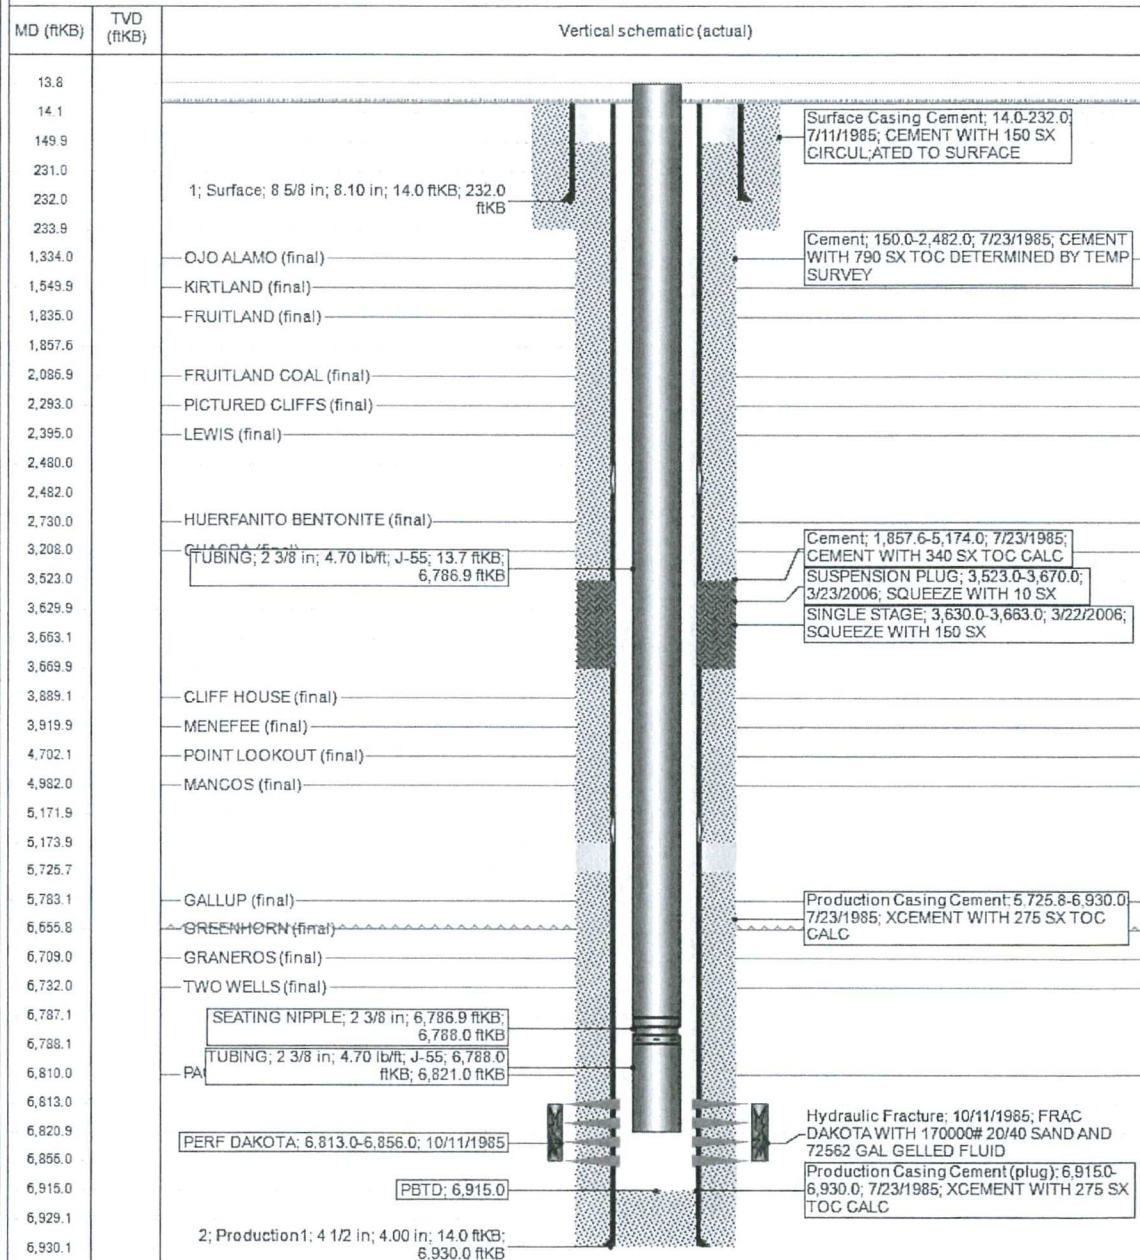 MD (ftKB)
TVD
(ftKB)
Vertical schematic (actual)
13.8
14.1
149.9
231.0
232.0
233.9
1,334.0
1,549.9
1,835.0
1,857.6
2,086.9
2,293.0
2,395.0
2,480.0
2,482.0
2,730.0
3,208.0
3,523.0
3,629.9
3,663.1
3,669.9
3,889.1
3,919.9
4,702.1
4,982.0
5,171.9
5,173.9
5,725.7
5,783.1
6,655.8
6,709.0
6,732.0
6,787.1
6,788.1
6,810.0
6,813.0
6,820.9
6,855.0
6,915.0
6,929.1
6,930.1
1; Surface; 8 5/8 in; 8.10 in; 14.0 ftKB; 232.0
ftKB
OJO ALAMO (final)
KIRTLAND (final)
FRUITLAND (final)
FRUITLAND COAL (final)
PICTURED CLIFFS (final)
LEWIS (final)
HUERFANITO BENTONITE (final)
TUBING; 2 3/8 in; 4.70 lb/ft; J-55; 13.7 ftKB;
6,786.9 ftKB
CLIFF HOUSE (final)
MENEFEE (final)
POINT LOOKOUT (final)
MANCOS (final)
GALLUP (final)
GREENHORN (final)
GRANEROS (final)
TWO WELLS (final)
SEATING NIPPLE; 2 3/8 in; 6,786.9 ftKB;
6,788.0 ftKB
TUBING; 2 3/8 in; 4.70 lb/ft; J-55; 6,788.0
ftKB; 6,821.0 ftKB
PERF DAKOTA; 6,813.0-6,856.0; 10/11/1985
PBTD; 6,915.0
2; Production1; 4 1/2 in; 4.00 in; 14.0 ftKB;
6,930.0 ftKB
Surface Casing Cement; 14.0-232.0;
7/11/1985; CEMENT WITH 150 SX
CIRCUL;ATED TO SURFACE
Cement; 150.0-2,482.0; 7/23/1985; CEMENT
WITH 790 SX TOC DETERMINED BY TEMP
SURVEY
Cement; 1,857.6-5,174.0; 7/23/1985;
CEMENT WITH 340 SX TOC CALC
SUSPENSION PLUG; 3,523.0-3,670.0;
3/23/2006; SQUEEZE WITH 10 SX
SINGLE STAGE; 3,630.0-3,663.0; 3/22/2006;
SQUEEZE WITH 150 SX
Production Casing Cement; 5,725.8-6,930.0;
7/23/1985; XCEMENT WITH 275 SX TOC
CALC
Hydraulic Fracture; 10/11/1985; FRAC
DAKOTA WITH 170000# 20/40 SAND AND
72562 GAL GELLED FLUID
Production Casing Cement (plug); 6,915.0-
6,930.0; 7/23/1985; XCEMENT WITH 275 SX
TOC CALC